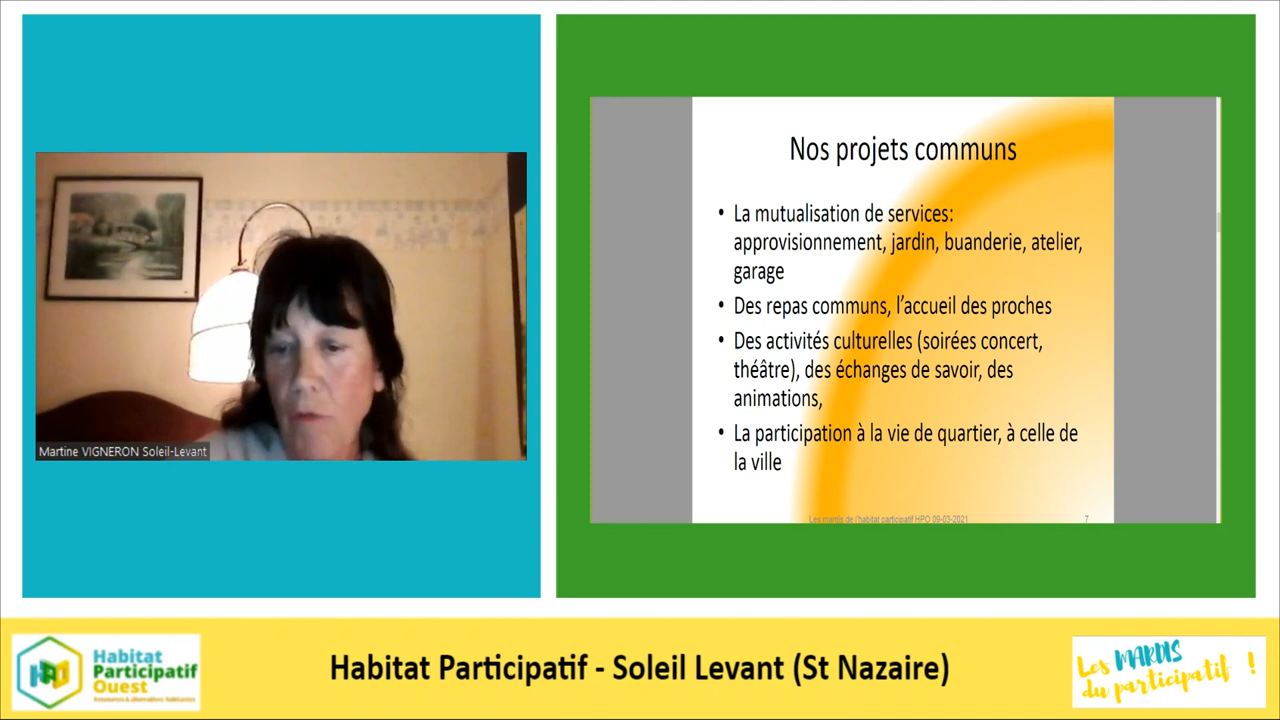 Nos projets communs
• La mutualisation de services:
approvisionnement, jardin, buanderie, atelier,
garage
• Des repas communs, l’accueil des proches
• Des activités culturelles (soirées concert,
théâtre), des échanges de savoir, des
animations,
• La participation à la vie de quartier, à celle de
la ville
Les mardis de l'habitat participatif HPO 09-03-2021
7
Martine VIGNERON Soleil-Levant
Habitat
Participatif
Ouest
Habitat Participatif - Soleil Levant (St Nazaire)
Les MARDIS
du participatif !